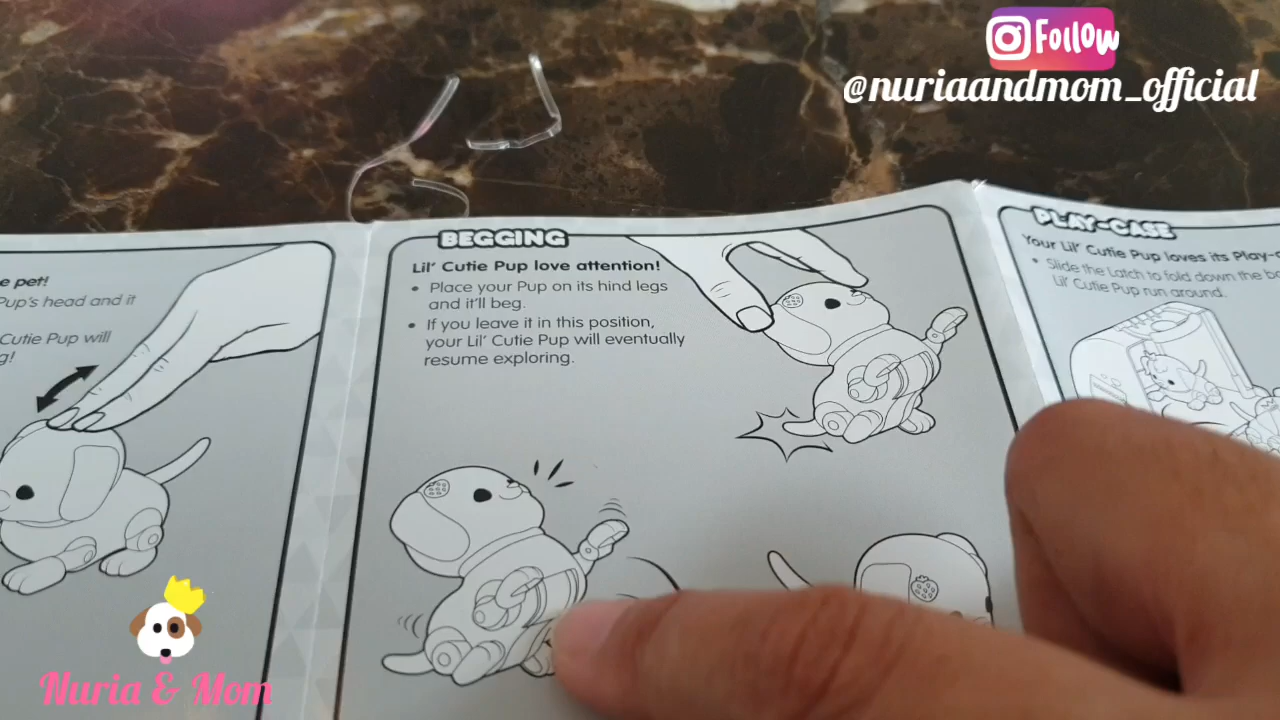 Follow
@nuriaandmom_official
e pet!
Pup's head and it
Cutie Pup will
g!
BEGGING
Lil' Cutie Pup love attention!
• Place your Pup on its hind legs
and it'll beg.
• If you leave it in this position,
your Lil' Cutie Pup will eventually
resume exploring.
PLAY-CASE
Your Lil' Cutie Pup loves its Play-
• Slide the Latch to fold down the
Lil' Cutie Pup run around.
Nuria & Mom